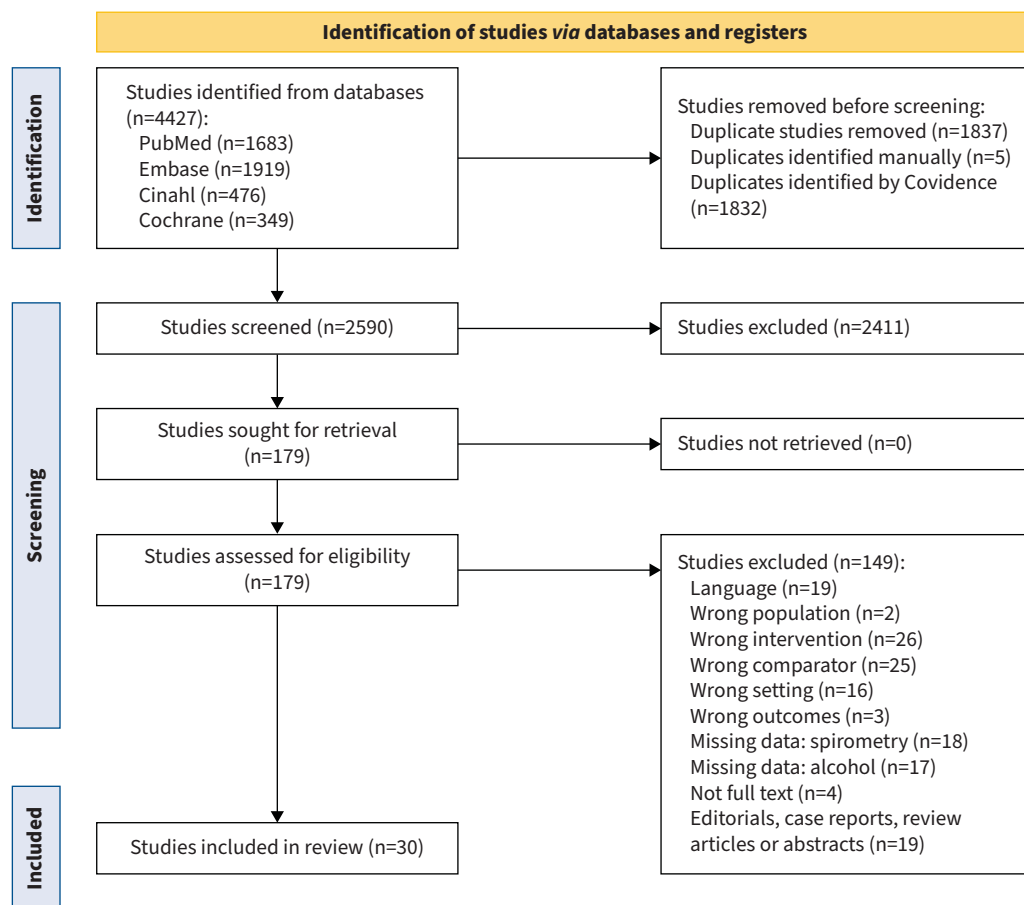 Identification of studies via databases and registers
Identification
Studies identified from databases
(n=4427):
PubMed (n=1683)
Embase (n=1919)
Cinahl (n=476)
Cochrane (n=349)
Studies removed before screening:
Duplicate studies removed (n=1837)
Duplicates identified manually (n=5)
Duplicates identified by Covidence
(n=1832)
Screening
Studies screened (n=2590)
Studies excluded (n=2411)
Studies sought for retrieval
(n=179)
Studies not retrieved (n=0)
Studies assessed for eligibility
(n=179)
Studies excluded (n=149):
Language (n=19)
Wrong population (n=2)
Wrong intervention (n=26)
Wrong comparator (n=25)
Wrong setting (n=16)
Wrong outcomes (n=3)
Missing data: spirometry (n=18)
Missing data: alcohol (n=17)
Not full text (n=4)
Editorials, case reports, review
articles or abstracts (n=19)
Included
Studies included in review (n=30)